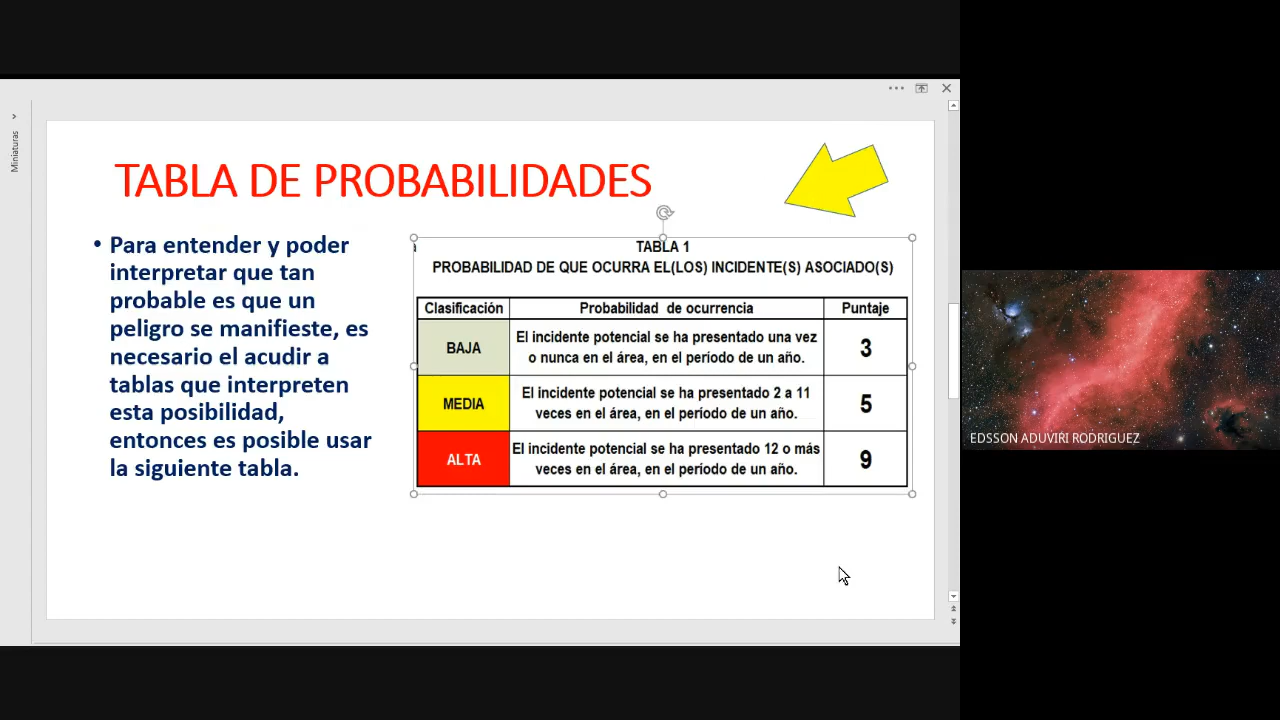 Miniaturas
TABLA DE PROBABILIDADES
• Para entender y poder
interpretar que tan
probable es que un
peligro se manifieste, es
necesario el acudir a
tablas que interpreten
esta posibilidad,
entonces es posible usar
la siguiente tabla.
TABLA 1
PROBABILIDAD DE QUE OCURRA EL(LOS) INCIDENTE(S) ASOCIADO(S)
Clasificación Probabilidad de ocurrencia Puntaje
BAJA
El incidente potencial se ha presentado una vez
o nunca en el área, en el período de un año.
3
MEDIA
El incidente potencial se ha presentado 2 a 11
veces en el área, en el período de un año.
5
ALTA
El incidente potencial se ha presentado 12 o más
veces en el área, en el período de un año.
9
EDSSON ADUVIRI RODRIGUEZ